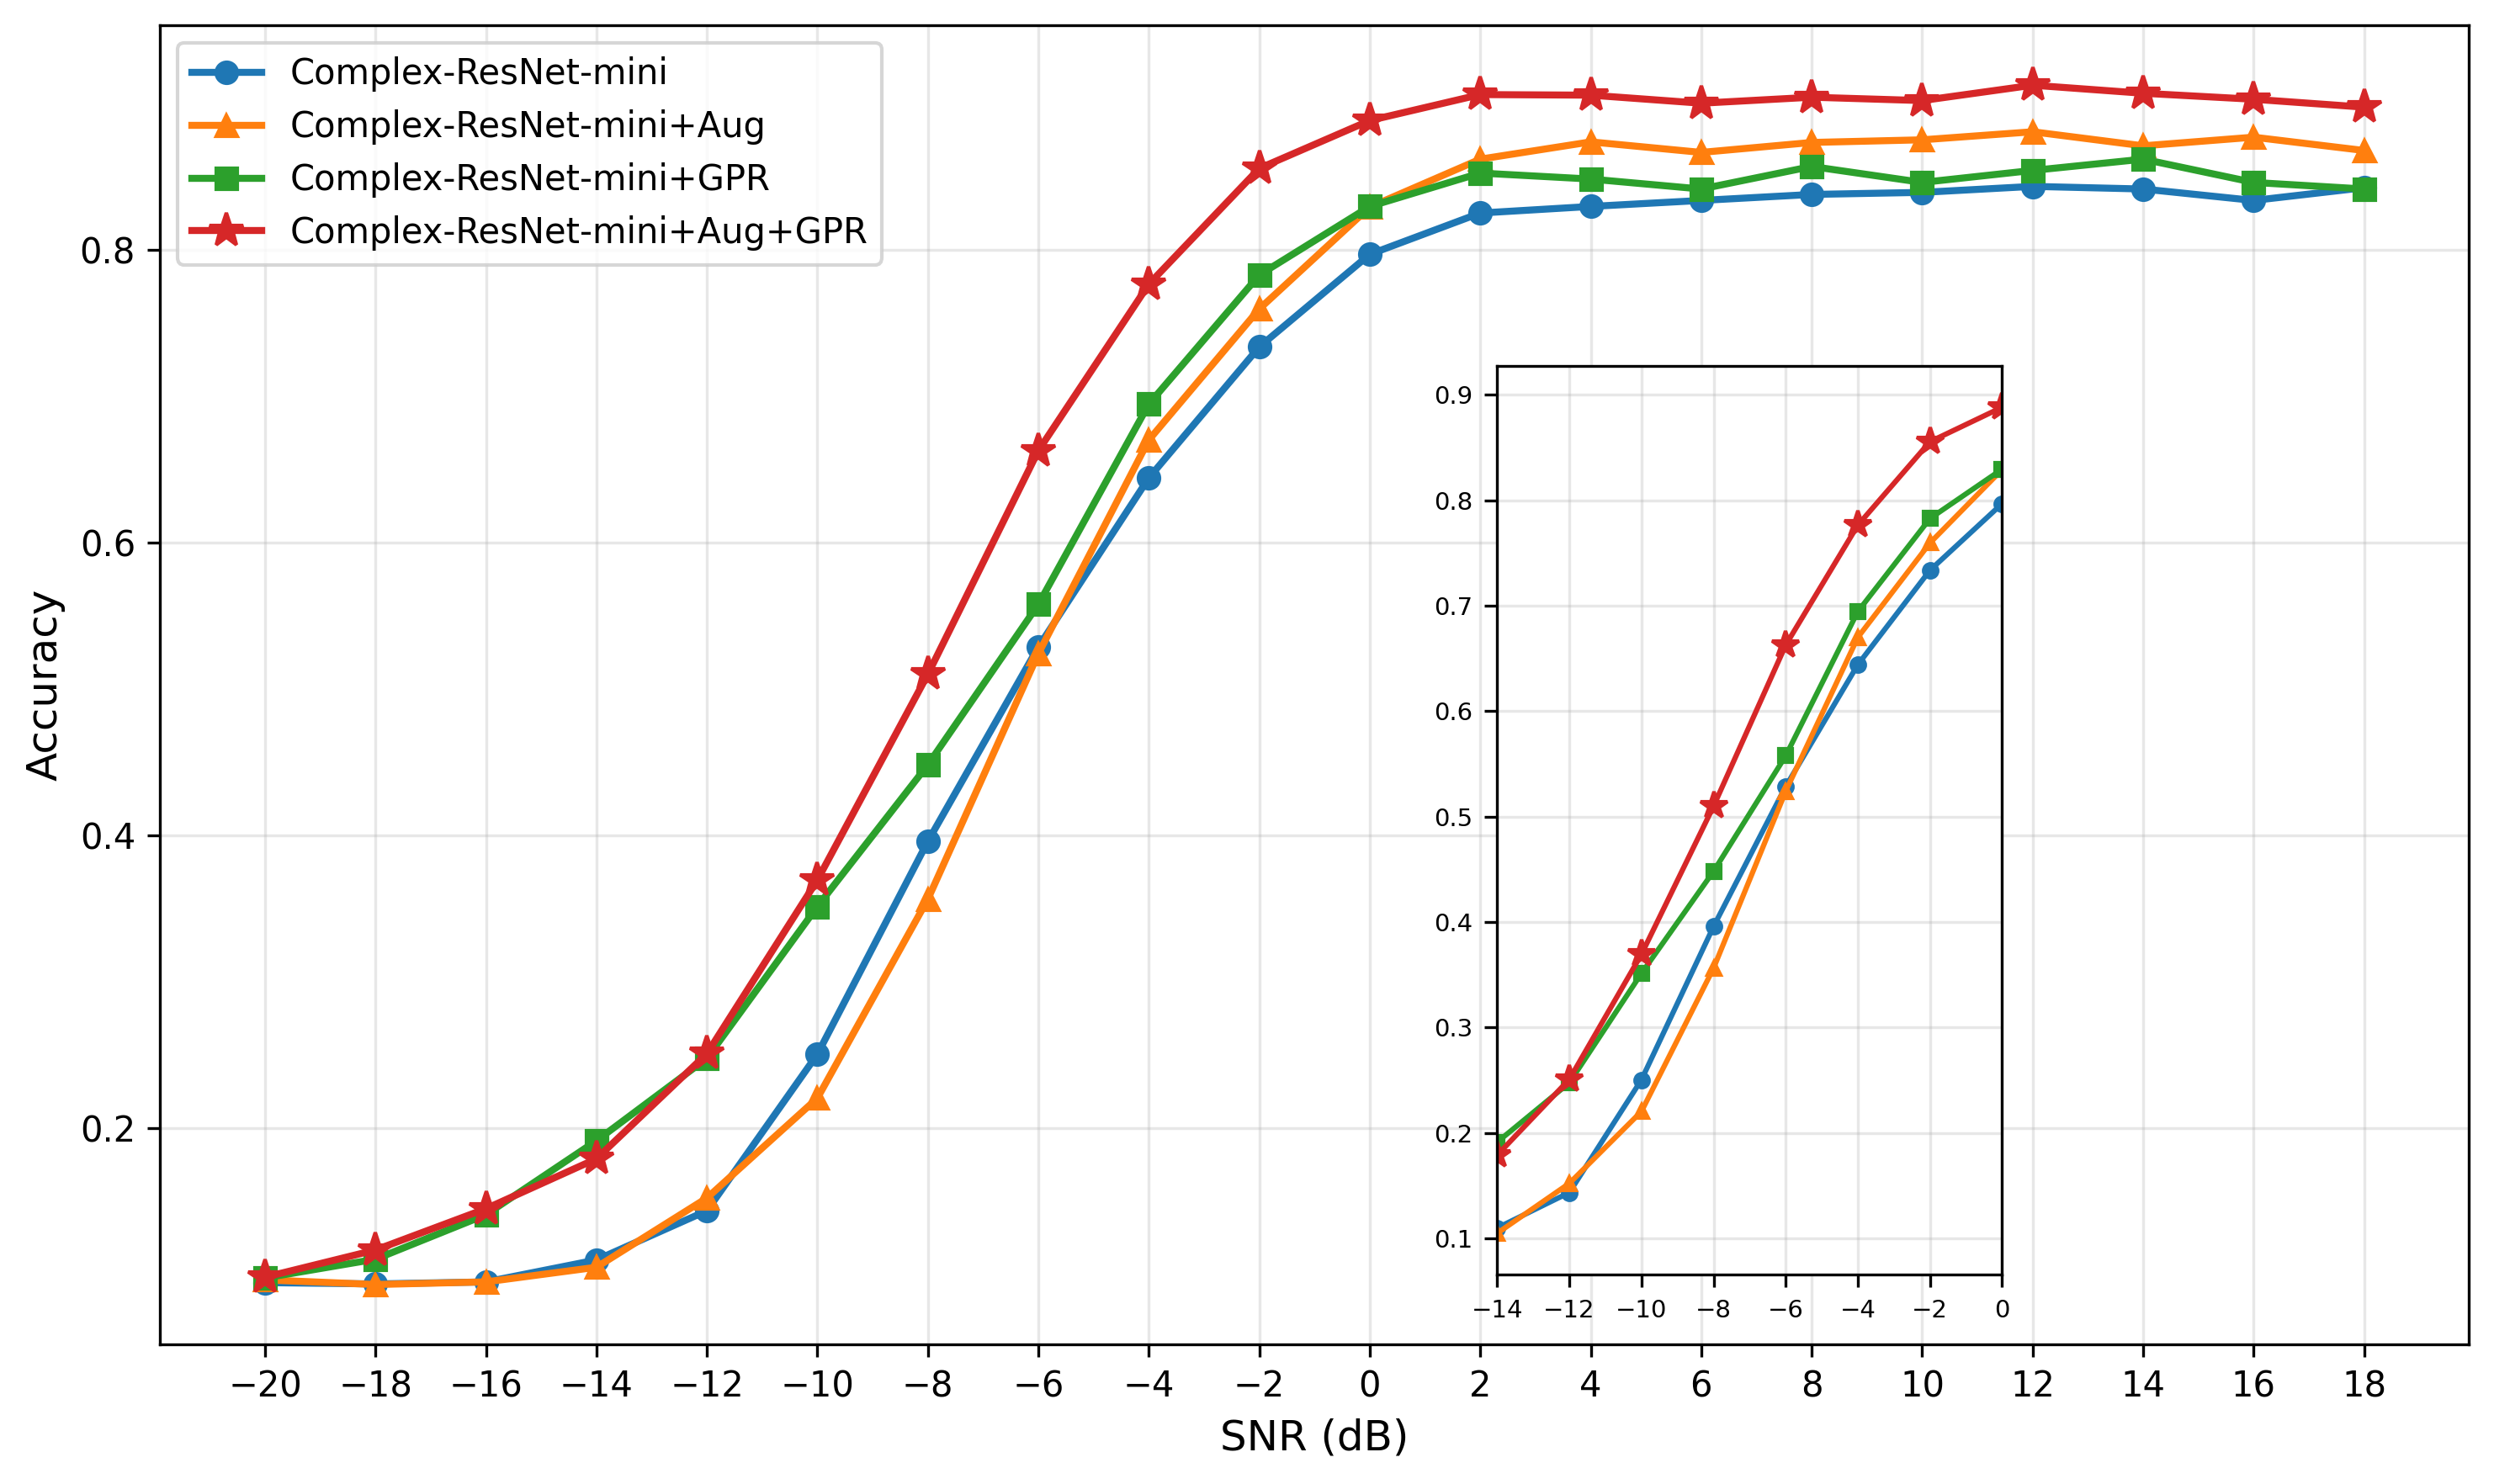 Complex-ResNet-mini
Complex-ResNet-mini+Aug
Complex-ResNet-mini+GPR
Complex-ResNet-mini+Aug+GPR
0.8
0.6
0.4
0.2
Accuracy
0.9
0.8
0.7
0.6
0.5
0.4
0.3
0.2
0.1
−14 −12 −10 −8 −6 −4 −2 0
−20 −18 −16 −14 −12 −10 −8 −6 −4 −2 0 2 4 6 8 10 12 14 16 18
SNR (dB)